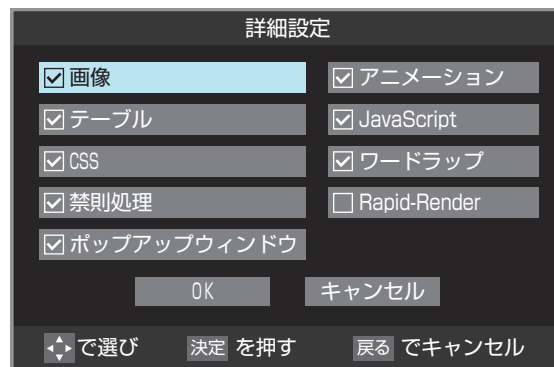 詳細設定
画像
アニメーション
テーブル
JavaScript
CSS
ワードラップ
禁則処理
Rapid-Render
ポップアップウィンドウ
OK
キャンセル
で選び 決定 を押す 戻る でキャンセル